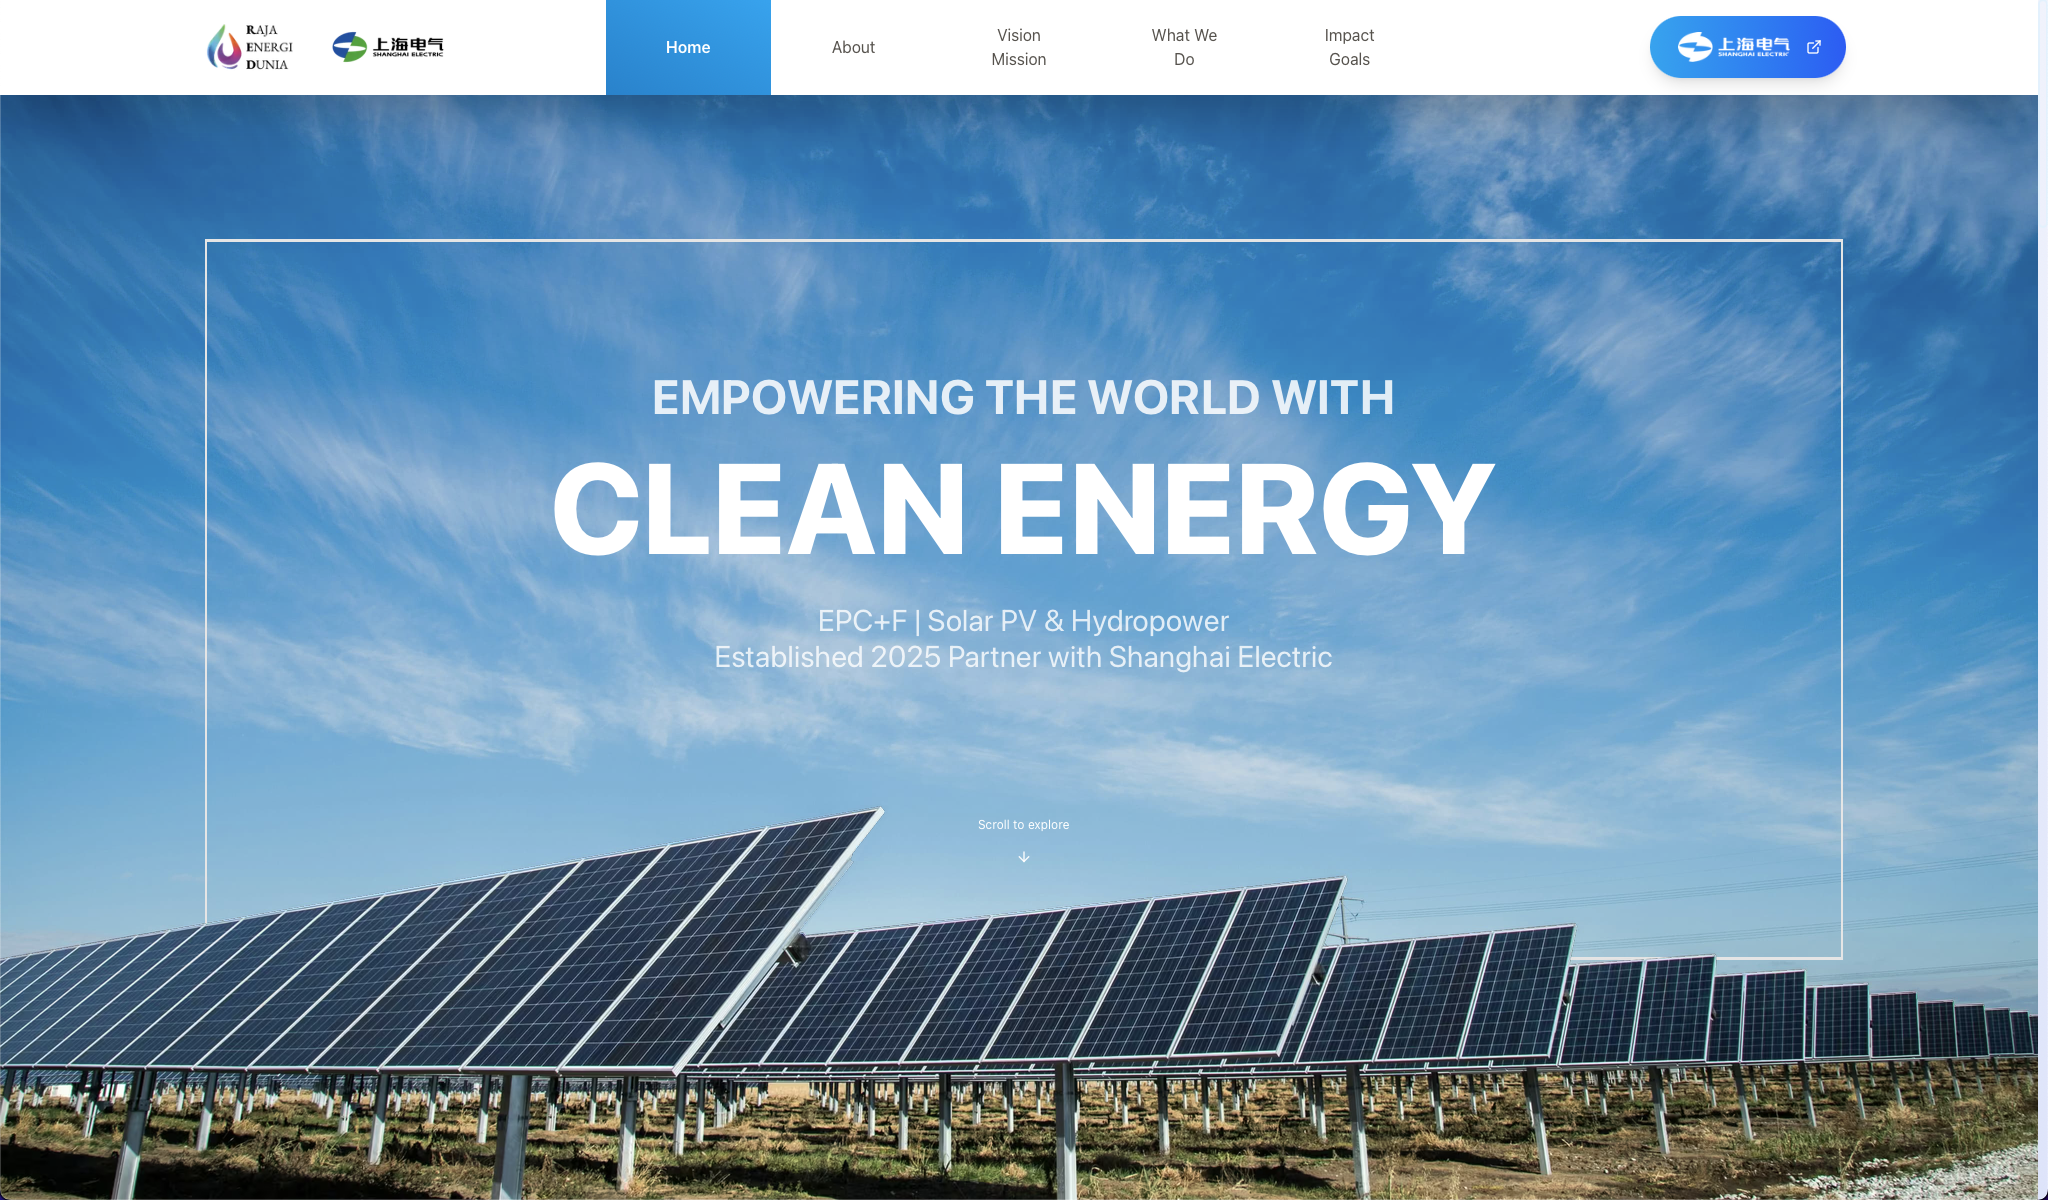 RAJA
ENERGI
DUNIA
上海电气
SHANGHAI ELECTRIC
Home
About
Vision
Mission
What We
Do
Impact
Goals
上海电气
SHANGHAI ELECTRIC
EMPOWERING THE WORLD WITH
CLEAN ENERGY
EPC+F | Solar PV & Hydropower
Established 2025 Partner with Shanghai Electric
Scroll to explore